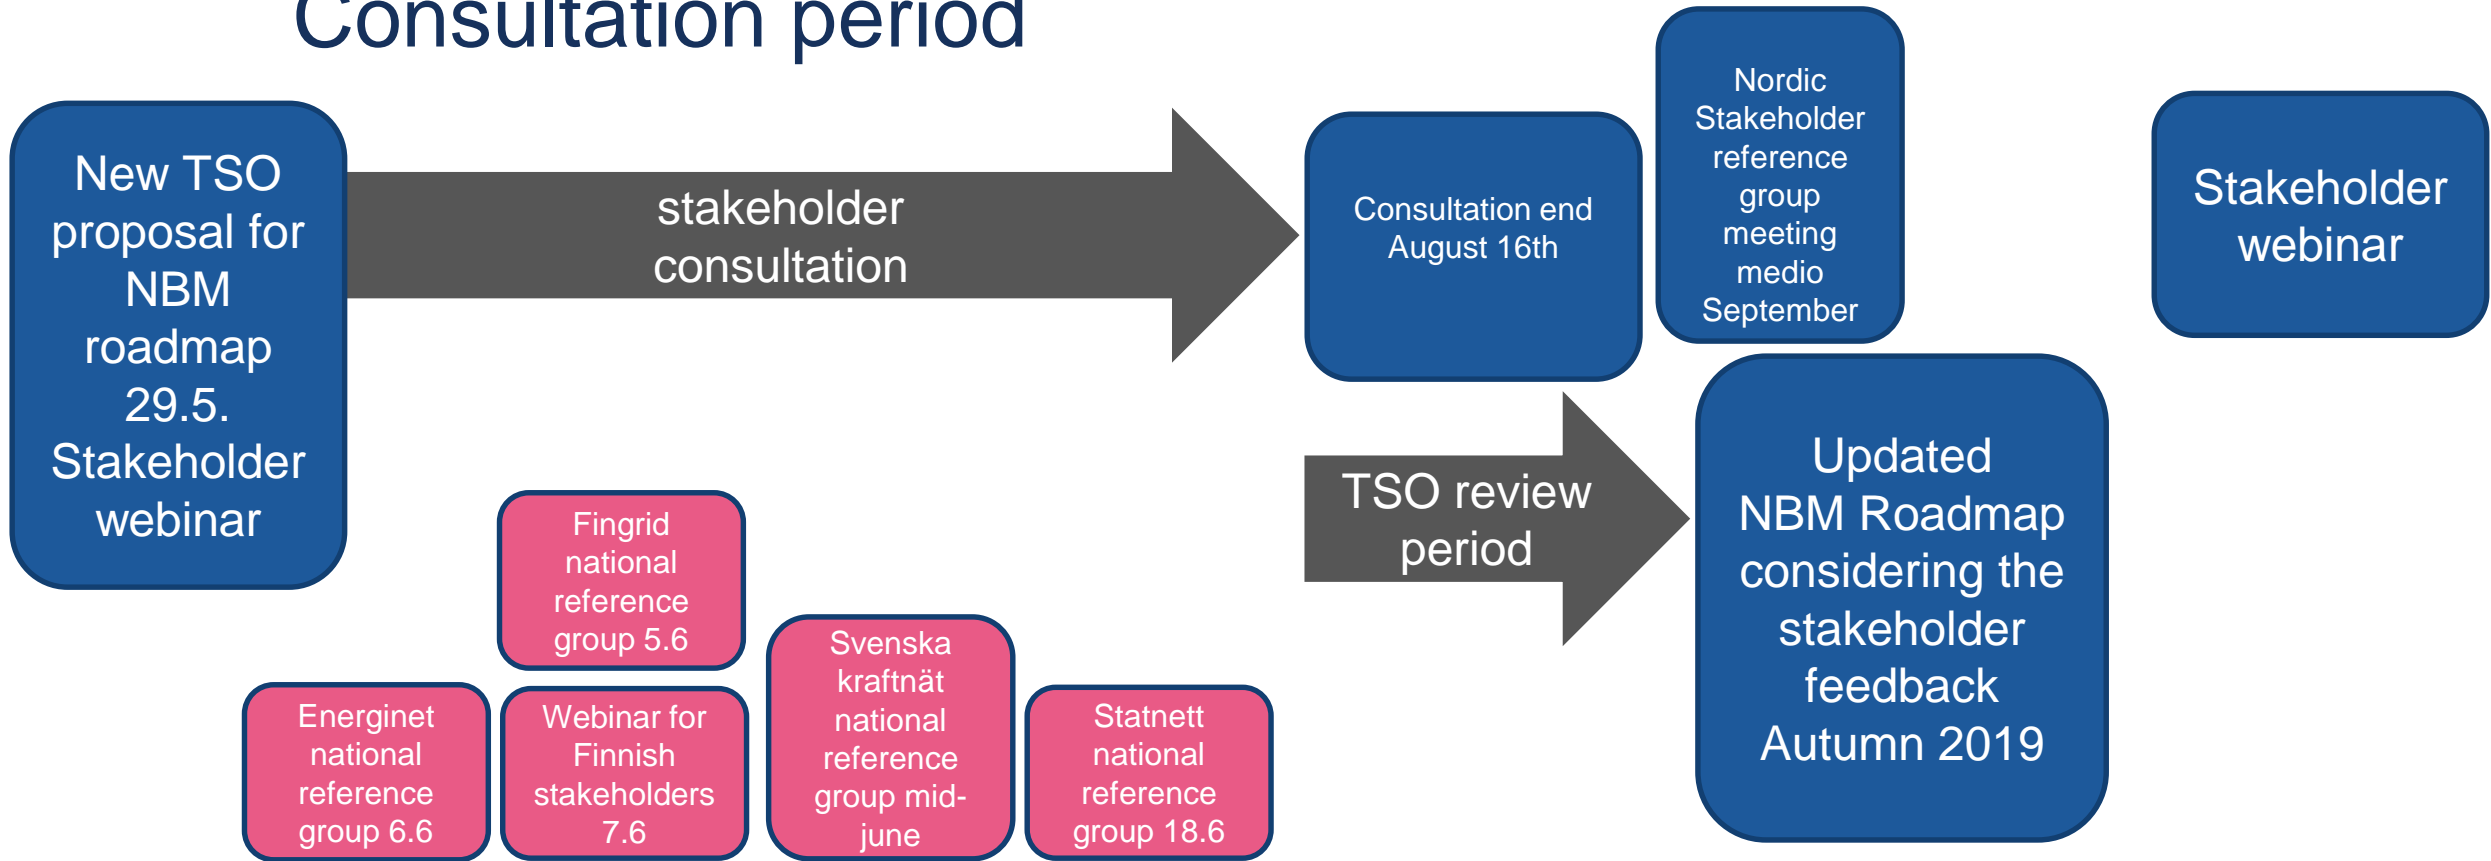 Consultation period
New TSO
proposal for
NBM
roadmap
29.5.
Stakeholder
webinar
stakeholder
consultation
Consultation end
August 16th
Nordic
Stakeholder
reference
group
meeting
medio
September
Stakeholder
webinar
TSO review
period
Updated
NBM Roadmap
considering the
stakeholder
feedback
Autumn 2019
Fingrid
national
reference
group 5.6
Energinet
national
reference
group 6.6
Webinar for
Finnish
stakeholders
7.6
Svenska
kraftnät
national
reference
group mid-
june
Statnett
national
reference
group 18.6